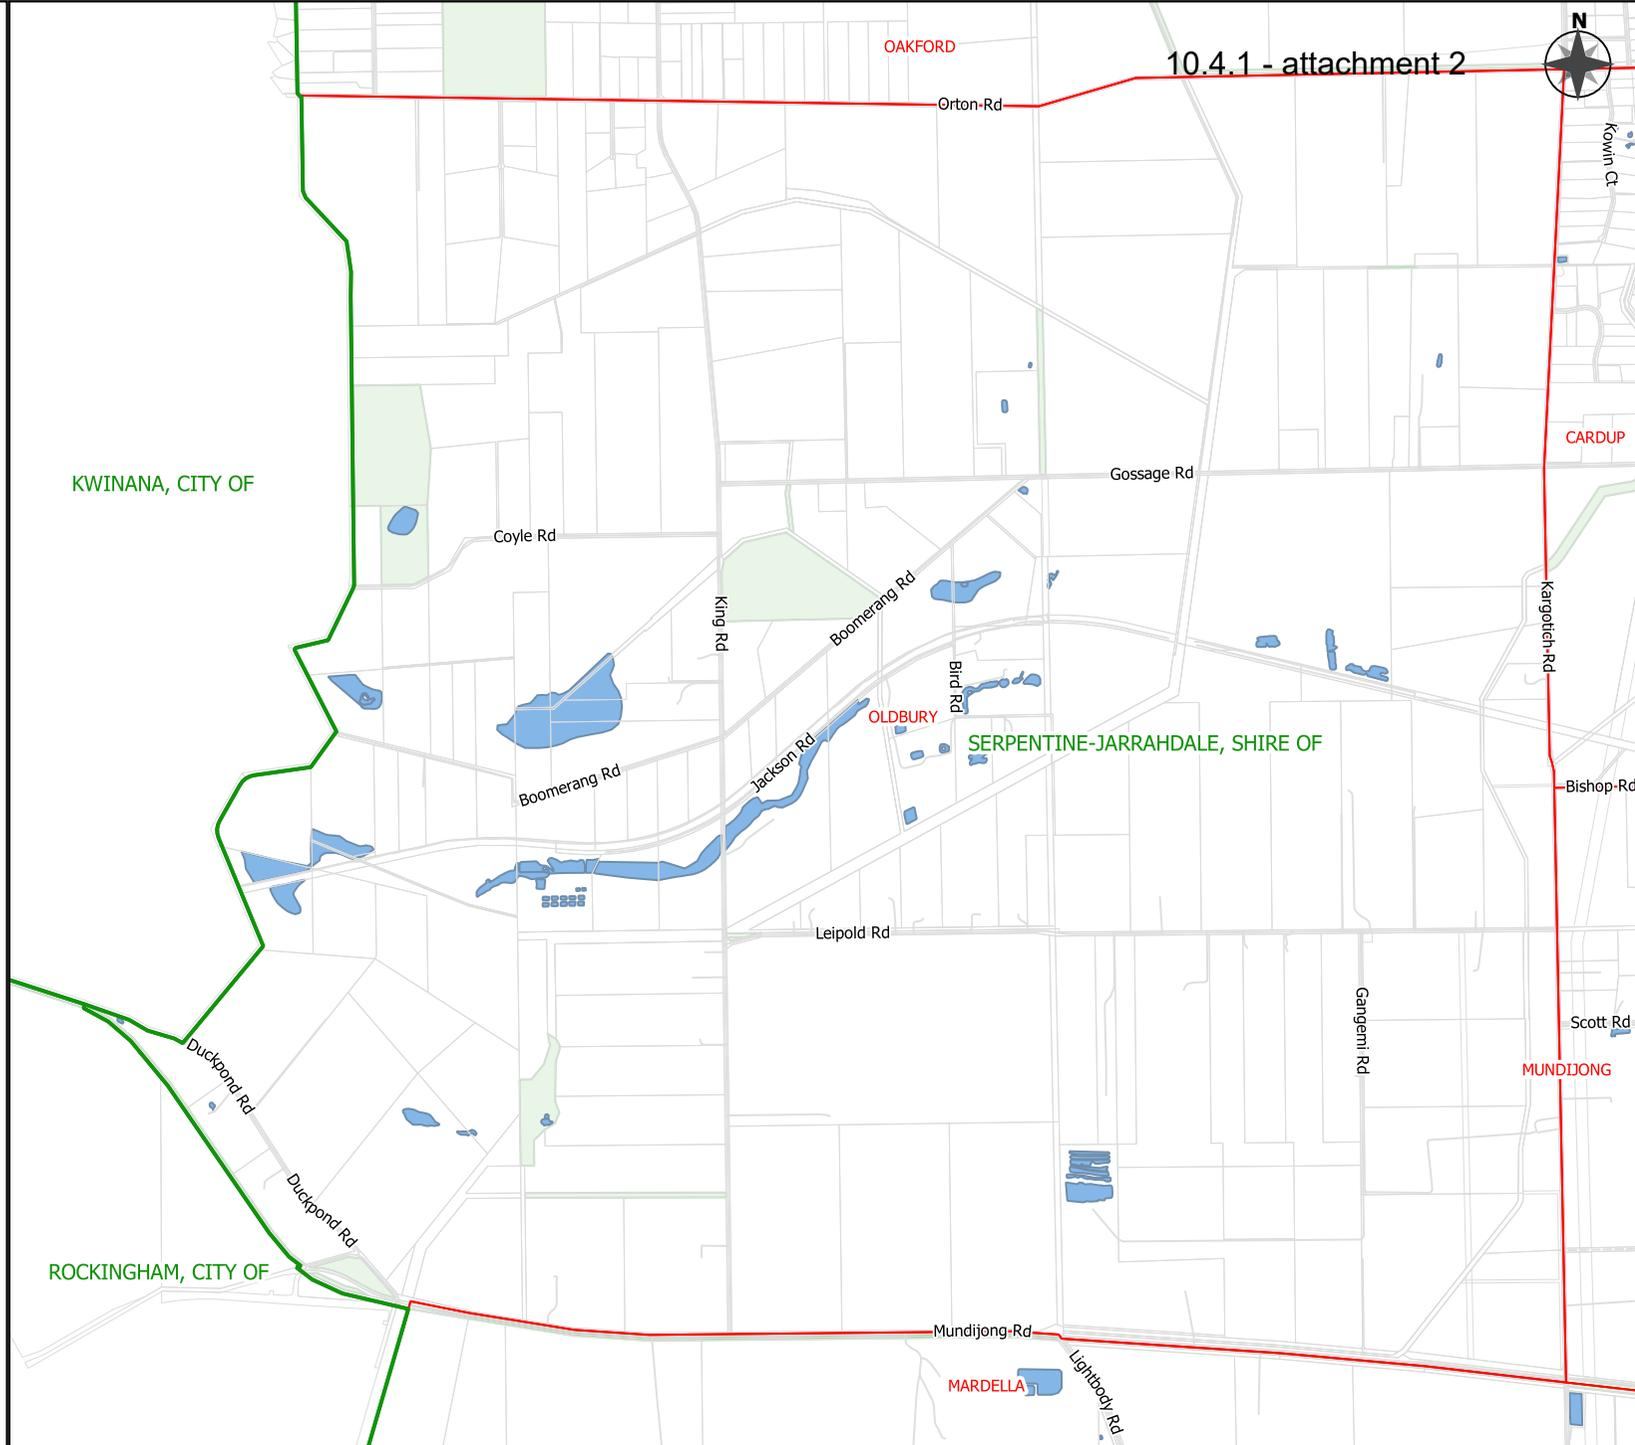 N
OAKFORD
10.4.1 - attachment 2
Orton Rd
Kowin Ct
CARDUP
Gossage Rd
KWINANA, CITY OF
Coyle Rd
King Rd
Boomerang Rd
Kargotich Rd
Bird Rd
OLDBURY
SERPENTINE-JARRAHDALE, SHIRE OF
Jackson Rd
Boomerang Rd
Bishop Rd
Leipold Rd
Gangemi Rd
Scott Rd
Duckpond Rd
MUNDIJONG
Duckpond Rd
ROCKINGHAM, CITY OF
Mundijong Rd
MARDELLA
Lightbody Rd